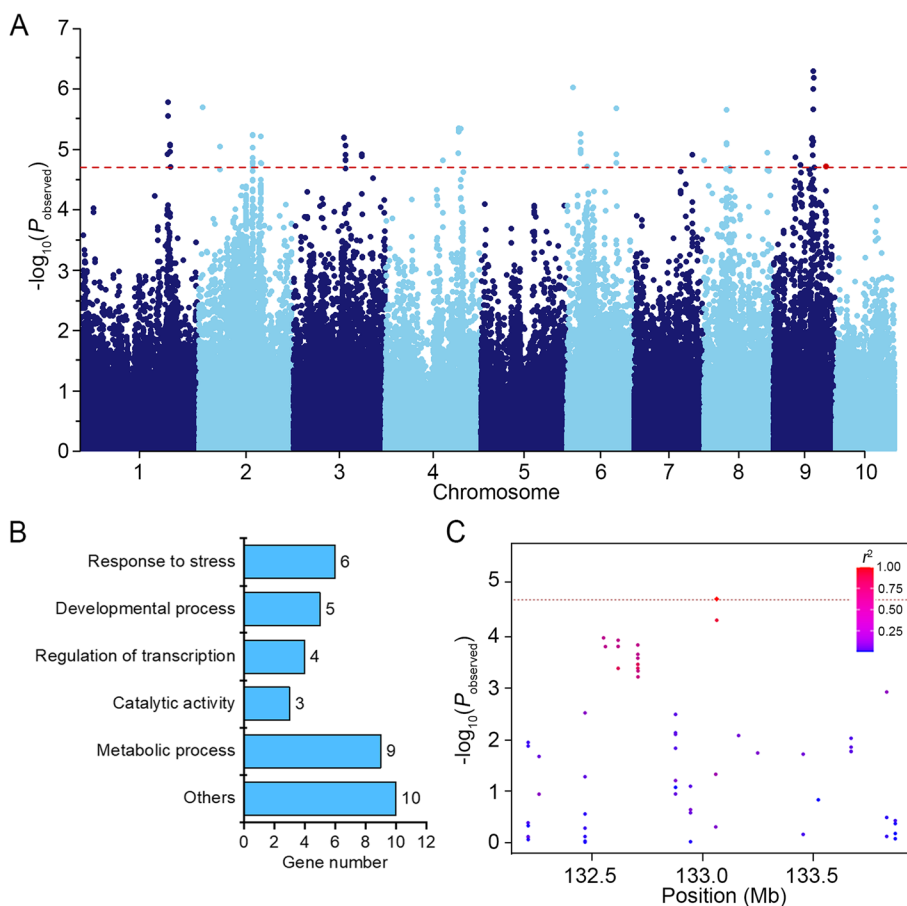 A
7
6
5
4
3
2
1
0
-log10(Pobserved)
1 2 3 4 5 6 7 8 9 10
Chromosome
B
Response to stress 6
Developmental process 5
Regulation of transcription 4
Catalytic activity 3
Metabolic process 9
Others 10
0 2 4 6 8 10 12
Gene number
C
r2
1.00
0.75
0.50
0.25
5
4
3
2
1
0
-log10(Pobserved)
132.5 133.0 133.5
Position (Mb)